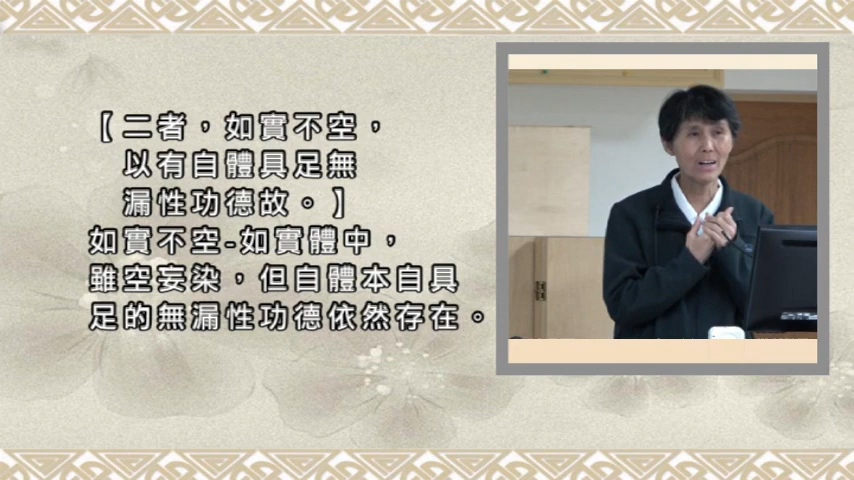 【二者，如實不空，
以有自體具足無
漏性功德故。】
如實不空-如實體中，
雖空妄染，但自體本自具
足的無漏性功德依然存在。